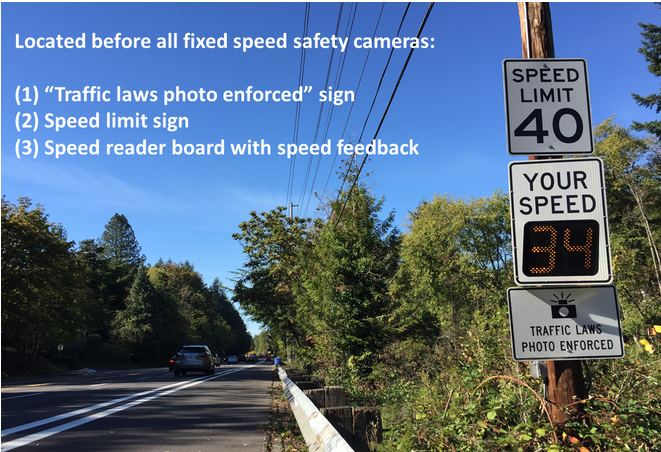 Located before all fixed speed safety cameras:
(1) “Traffic laws photo enforced” sign
(2) Speed limit sign
(3) Speed reader board with speed feedback
SPEED
LIMIT
40
YOUR
SPEED
34
TRAFFIC LAWS
PHOTO ENFORCED